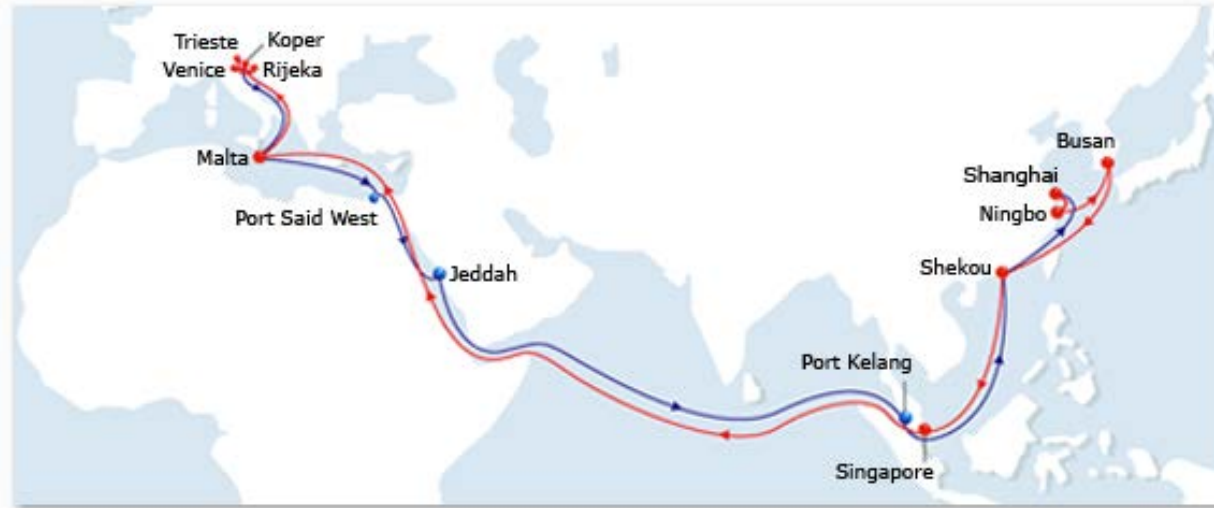 Trieste
Koper
Venice
Rijeka
Malta
Port Said West
Jeddah
Busan
Shanghai
Ningbo
Shekou
Port Kelang
Singapore